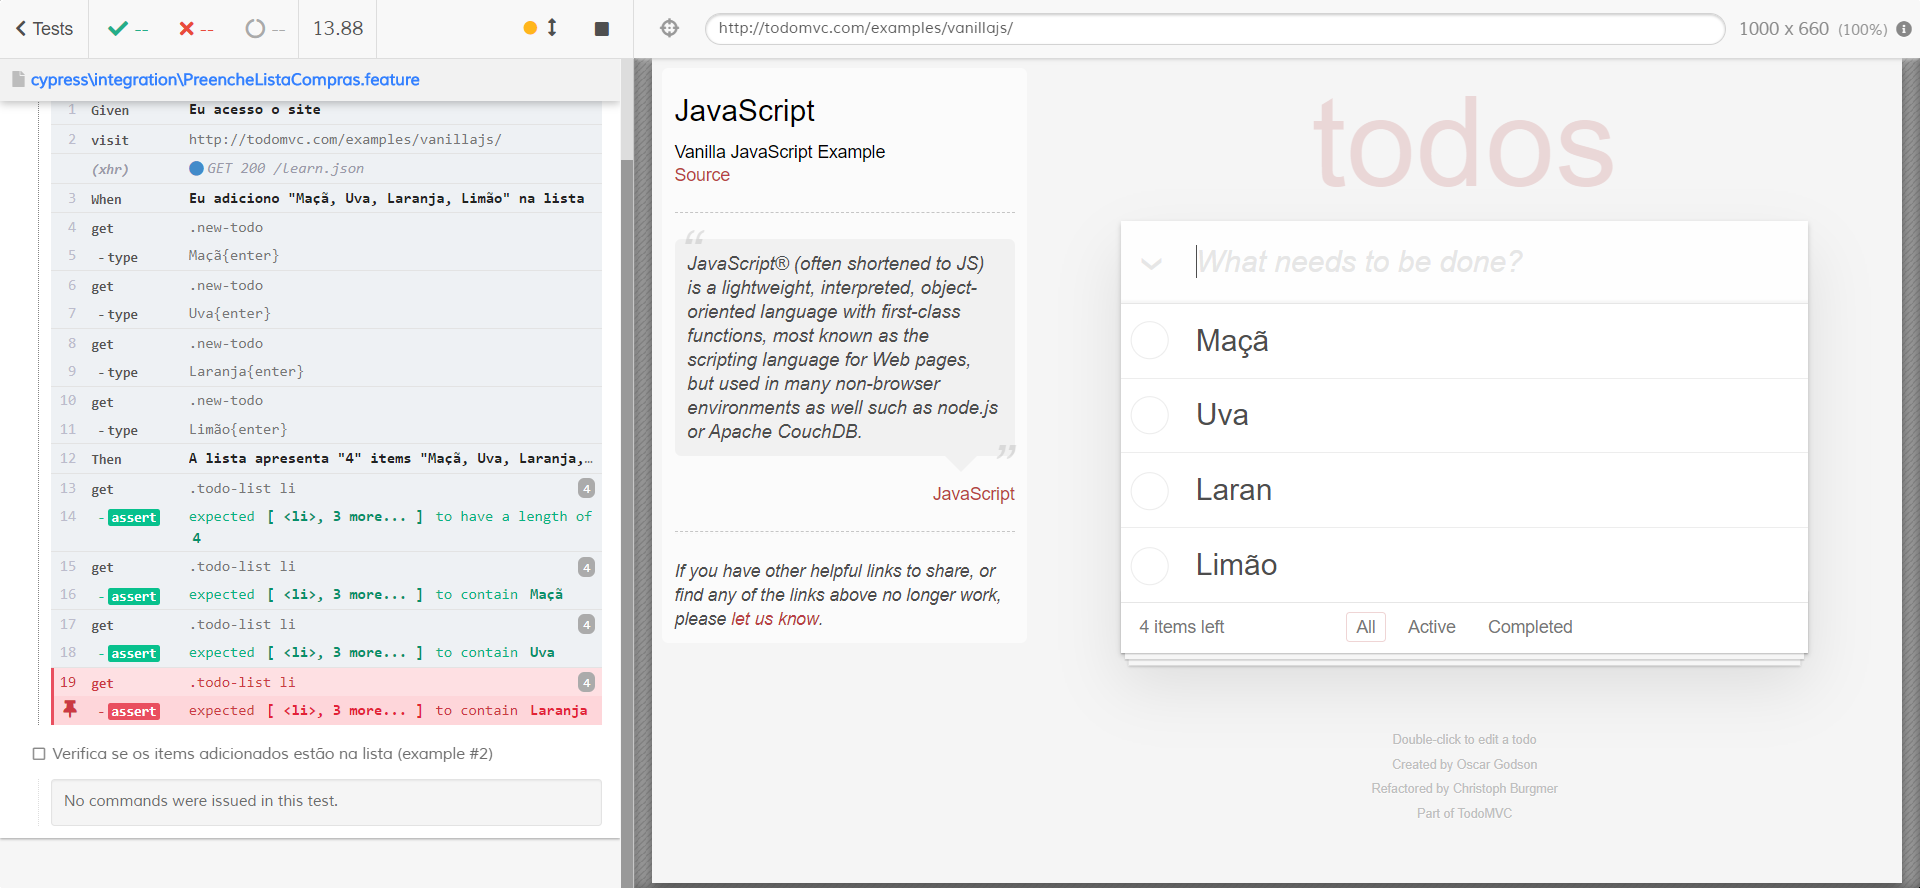 Tests
--
--
--
13.88
http://todomvc.com/examples/vanillajs/
1000 x 660 (100%)
cypress\integration\PreencheListaCompras.feature
1 Given Eu acesso o site
2 visit http://todomvc.com/examples/vanillajs/
(xhr) GET 200 /learn.json
3 When Eu adiciono "Maçã, Uva, Laranja, Limão" na lista
4 get .new-todo
5 - type Maçã{enter}
6 get .new-todo
7 - type Uva{enter}
8 get .new-todo
9 - type Laranja{enter}
10 get .new-todo
11 - type Limão{enter}
12 Then A lista apresenta "4" items "Maçã, Uva, Laranja,…
13 get .todo-list li 4
14 - assert expected [ <li>, 3 more... ] to have a length of
4
15 get .todo-list li 4
16 - assert expected [ <li>, 3 more... ] to contain Maçã
17 get .todo-list li 4
18 - assert expected [ <li>, 3 more... ] to contain Uva
19 get .todo-list li 4
- assert expected [ <li>, 3 more... ] to contain Laranja
Verifica se os items adicionados estão na lista (example #2)
No commands were issued in this test.
JavaScript
Vanilla JavaScript Example
Source
“
JavaScript® (often shortened to JS)
is a lightweight, interpreted, object-
oriented language with first-class
functions, most known as the
scripting language for Web pages,
but used in many non-browser
environments as well such as node.js
or Apache CouchDB.
”
JavaScript
If you have other helpful links to share, or
find any of the links above no longer work,
please let us know.
todos
What needs to be done?
Maçã
Uva
Laran
Limão
4 items left All Active Completed
Double-click to edit a todo
Created by Oscar Godson
Refactored by Christoph Burgmer
Part of TodoMVC